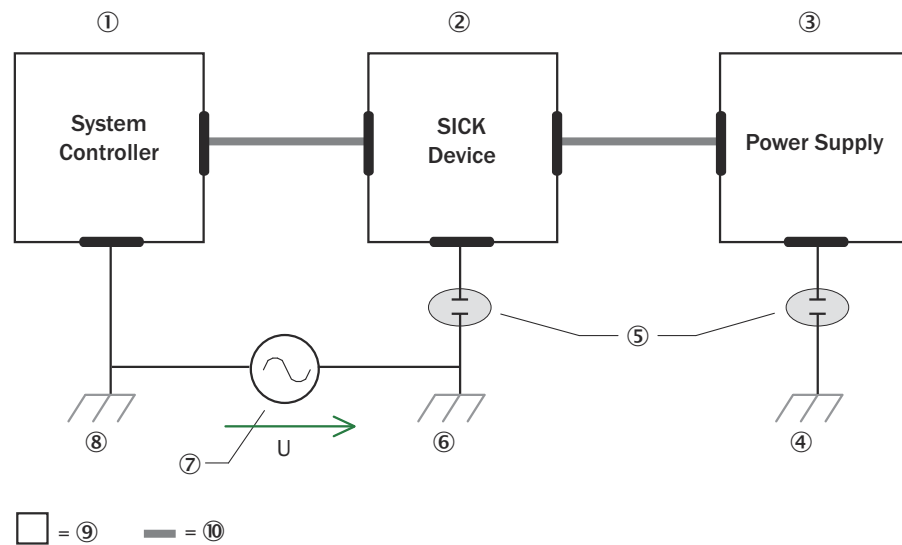 ① ② ③
System
Controller
SICK
Device
Power Supply
⑤
⑧ ⑥ ④
U
⑦
= ⑨ = ⑩